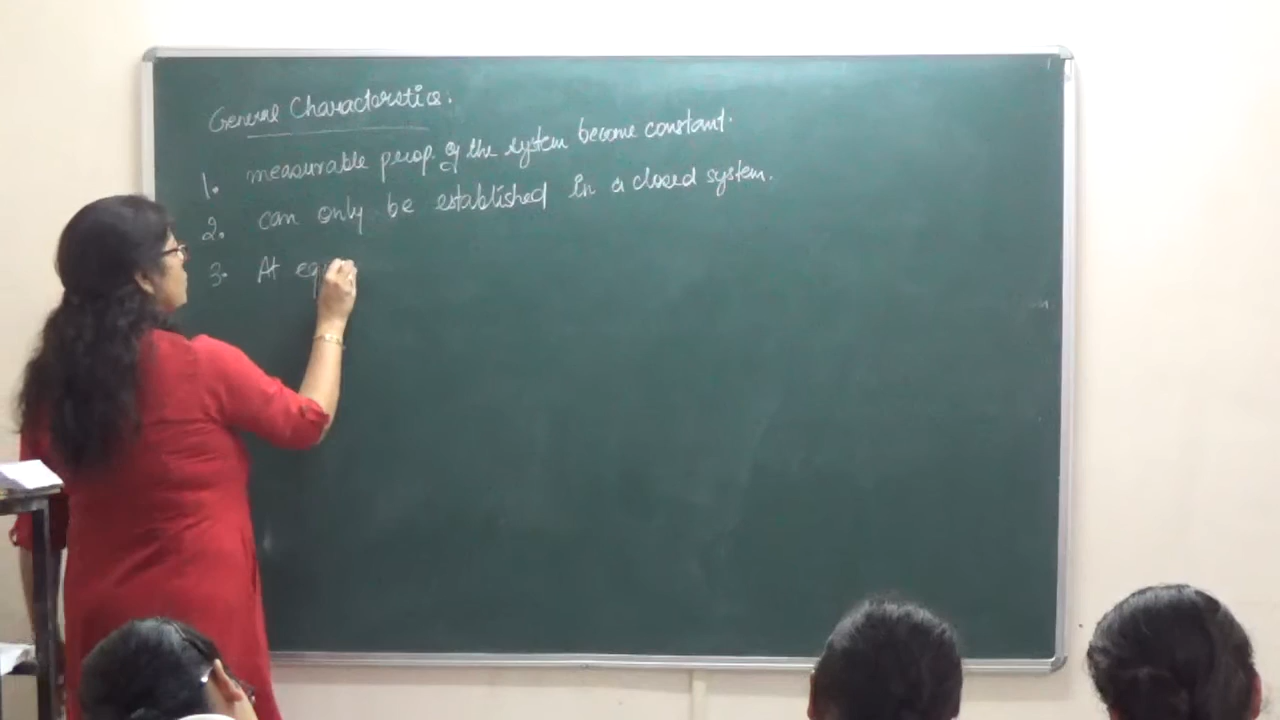 General Characteristics.
1. measurable prop. of the system become constant.
2. can only be established in a closed system.
3. At eq